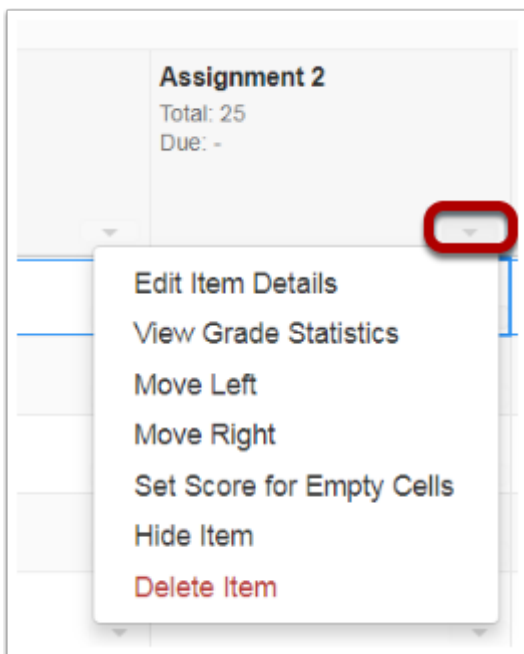 Assignment 2
Total: 25
Due: -
Edit Item Details
View Grade Statistics
Move Left
Move Right
Set Score for Empty Cells
Hide Item
Delete Item